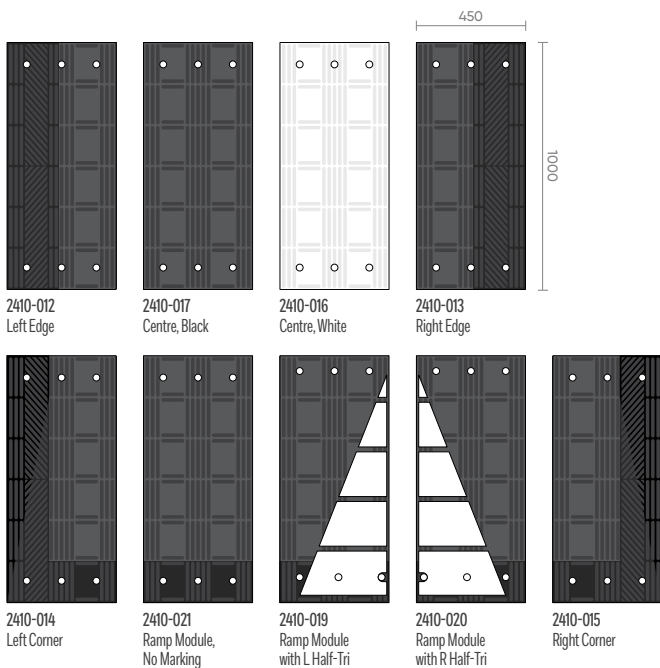 450
1000
2410-012
Left Edge
2410-017
Centre, Black
2410-016
Centre, White
2410-013
Right Edge
2410-014
Left Corner
2410-021
Ramp Module,
No Marking
2410-019
Ramp Module
with L Half-Tri
2410-020
Ramp Module
with R Half-Tri
2410-015
Right Corner